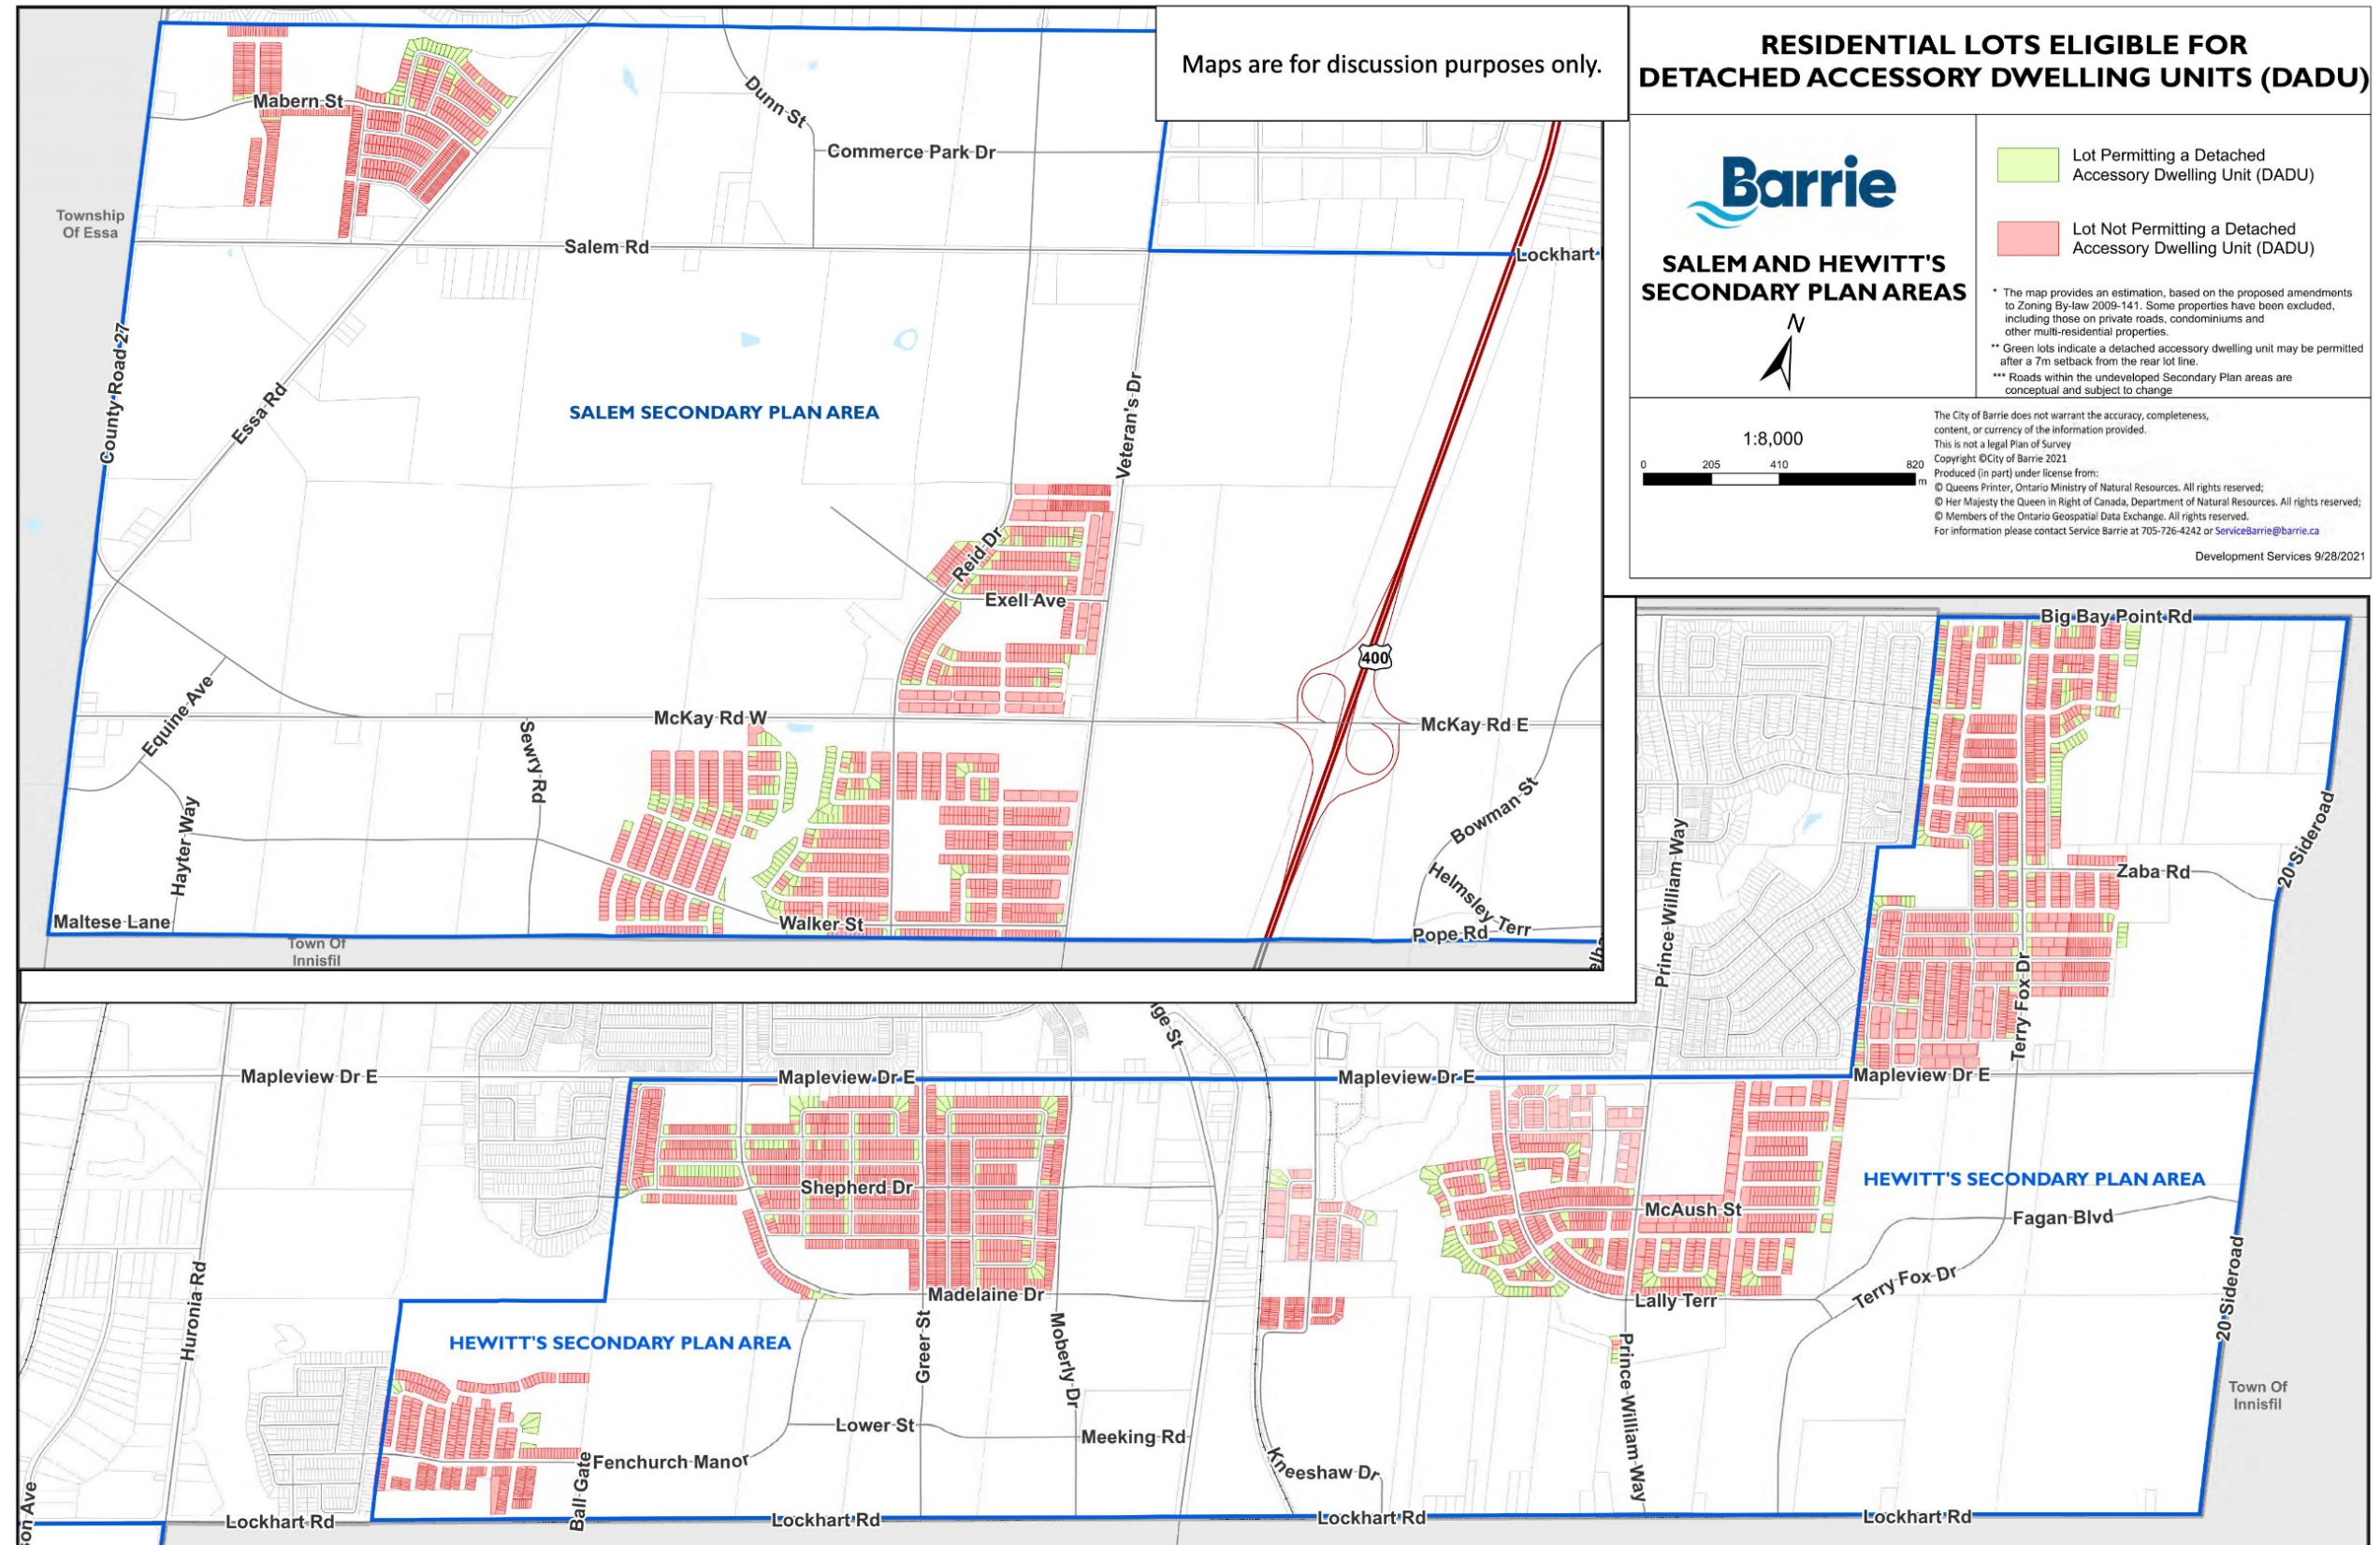 Maps are for discussion purposes only.
RESIDENTIAL LOTS ELIGIBLE FOR
DETACHED ACCESSORY DWELLING UNITS (DADU)
Barrie
SALEM AND HEWITT'S
SECONDARY PLAN AREAS
N
Lot Permitting a Detached
Accessory Dwelling Unit (DADU)
Lot Not Permitting a Detached
Accessory Dwelling Unit (DADU)
* The map provides an estimation, based on the proposed amendments
to Zoning By-law 2009-141. Some properties have been excluded,
including those on private roads, condominiums and
other multi-residential properties.
** Green lots indicate a detached accessory dwelling unit may be permitted
after a 7m setback from the rear lot line.
*** Roads within the undeveloped Secondary Plan areas are
conceptual and subject to change
1:8,000
0 205 410 820
m
The City of Barrie does not warrant the accuracy, completeness,
content, or currency of the information provided.
This is not a legal Plan of Survey
Copyright ©City of Barrie 2021
Produced (in part) under license from:
© Queens Printer, Ontario Ministry of Natural Resources. All rights reserved;
© Her Majesty the Queen in Right of Canada, Department of Natural Resources. All rights reserved;
© Members of the Ontario Geospatial Data Exchange. All rights reserved.
For information please contact Service Barrie at 705-726-4242 or ServiceBarrie@barrie.ca
Development Services 9/28/2021
Mabern St
Dunn St
Commerce Park Dr
Township
Of Essa
Salem Rd
Lockhart
County Road 27
Essa Rd
SALEM SECONDARY PLAN AREA
Veteran's Dr
Reid Dr
Exell Ave
400
Equine Ave
McKay Rd W
McKay Rd E
Sewry Rd
Hayter Way
Bowman St
Helmsley Terr
Maltese Lane
Walker St
Pope Rd
Town Of
Innisfil
Big Bay Point Rd
Prince William Way
20 Sideroad
Zaba Rd
Terry Fox Dr
Mapleview Dr E
Mapleview Dr E
Mapleview Dr E
Mapleview Dr E
ge St
Shepherd Dr
HEWITT'S SECONDARY PLAN AREA
McAush St
Fagan Blvd
Huronia Rd
Madelaine Dr
Lally Terr
Terry Fox Dr
20 Sideroad
HEWITT'S SECONDARY PLAN AREA
Greer St
Moberly Dr
Prince William Way
Town Of
Innisfil
Lower St
Meeking Rd
Fenchurch Manor
Ball Gate
Kneeshaw Dr
on Ave
Lockhart Rd
Lockhart Rd
Lockhart Rd
Lockhart Rd